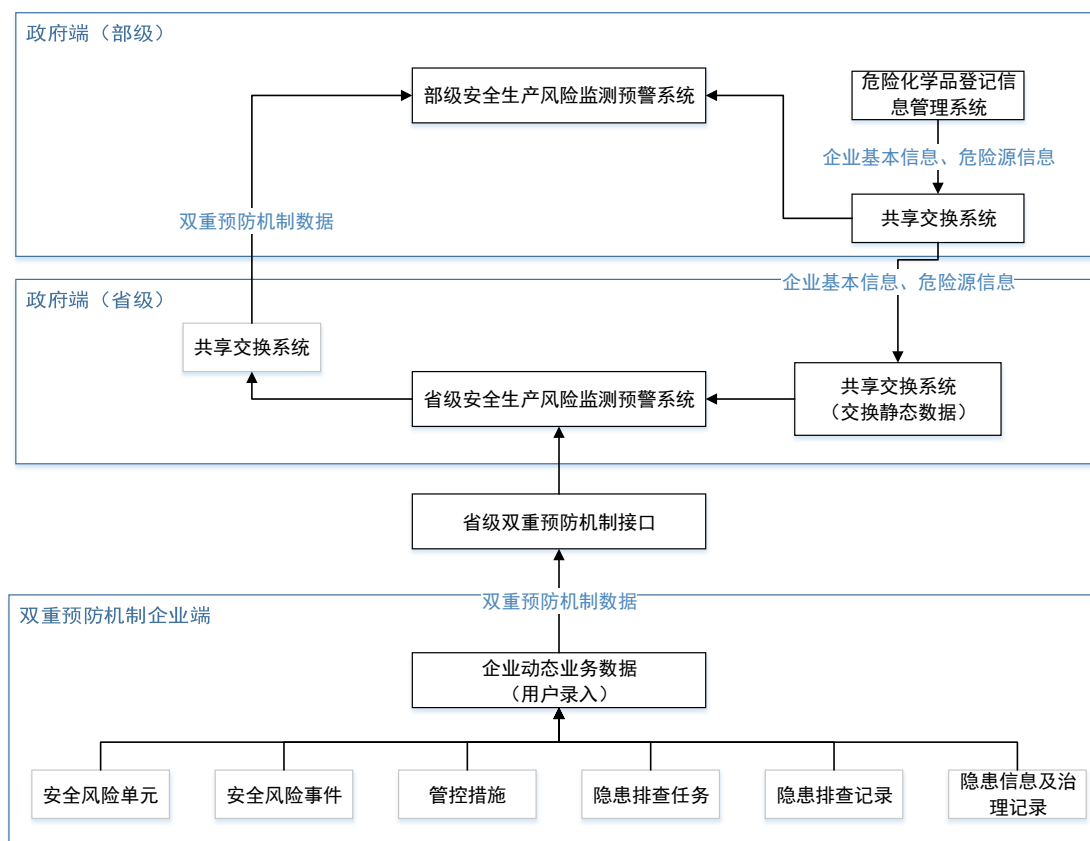 政府端（部级）
部级安全生产风险监测预警系统
危险化学品登记信
息管理系统
企业基本信息、危险源信息
双重预防机制数据
共享交换系统
企业基本信息、危险源信息
政府端（省级）
共享交换系统
省级安全生产风险监测预警系统
共享交换系统
（交换静态数据）
省级双重预防机制接口
双重预防机制数据
双重预防机制企业端
企业动态业务数据
（用户录入）
安全风险单元
安全风险事件
管控措施
隐患排查任务
隐患排查记录
隐患信息及治
理记录